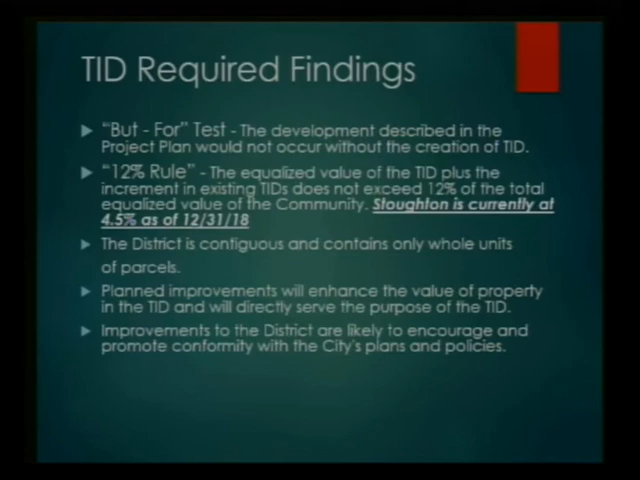 TID Required Findings
"But - For" Test - The development described in the
Project Plan would not occur without the creation of TID.
"12% Rule" - The equalized value of the TID plus the
increment in existing TIDs does not exceed 12% of the total
equalized value of the Community. Stoughton is currently at
4.5% as of 12/31/18
The District is contiguous and contains only whole units
of parcels.
Planned improvements will enhance the value of property
in the TID and will directly serve the purpose of the TID.
Improvements to the District are likely to encourage and
promote conformity with the City's plans and policies.